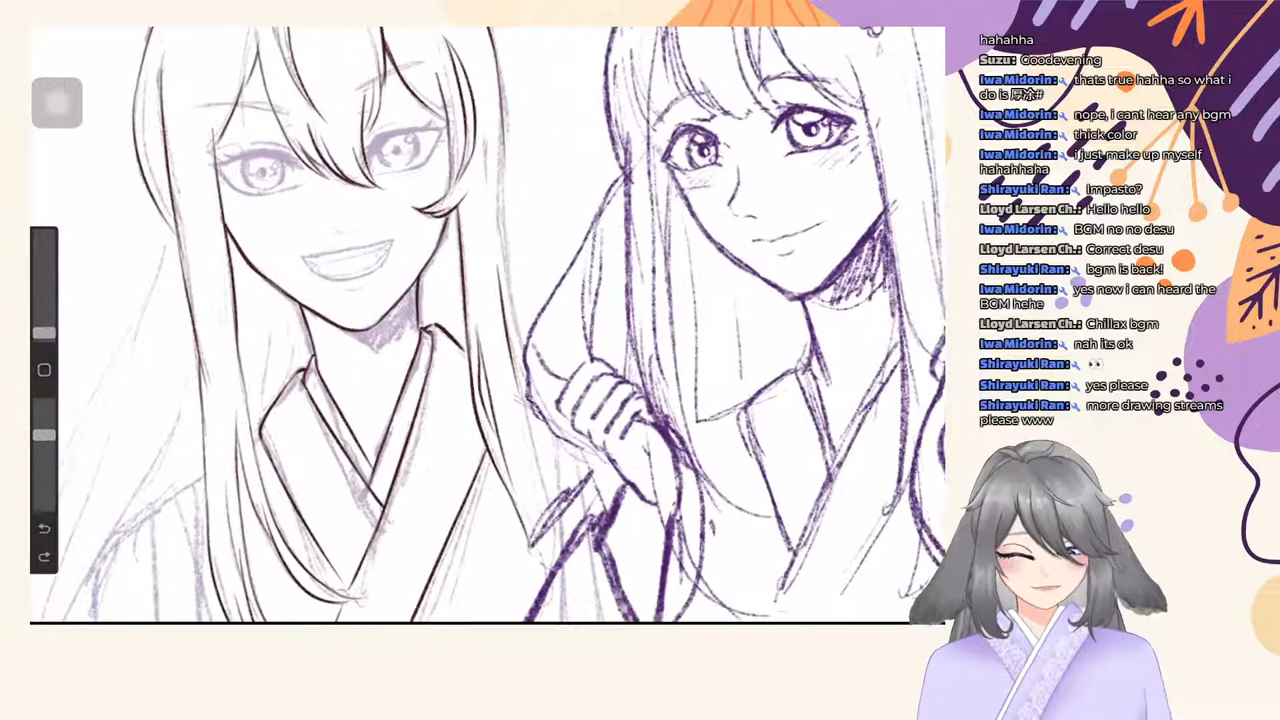 hahahha
Suzu: Goodevening
Iwa Midorin: thats true hahha so what i
do is 厚涂#
Iwa Midorin: nope, i cant hear any bgm
Iwa Midorin: thick color
Iwa Midorin: i just make up myself
hahahhaha
Shirayuki Ran: Impasto?
Lloyd Larsen Ch.: Hello hello
Iwa Midorin: BGM no no desu
Lloyd Larsen Ch.: Correct desu
Shirayuki Ran: bgm is back!
Iwa Midorin: yes now i can heard the
BGM hehe
Lloyd Larsen Ch.: Chillax bgm
Iwa Midorin: nah its ok
Shirayuki Ran: 👀
Shirayuki Ran: yes please
Shirayuki Ran: more drawing streams
please www